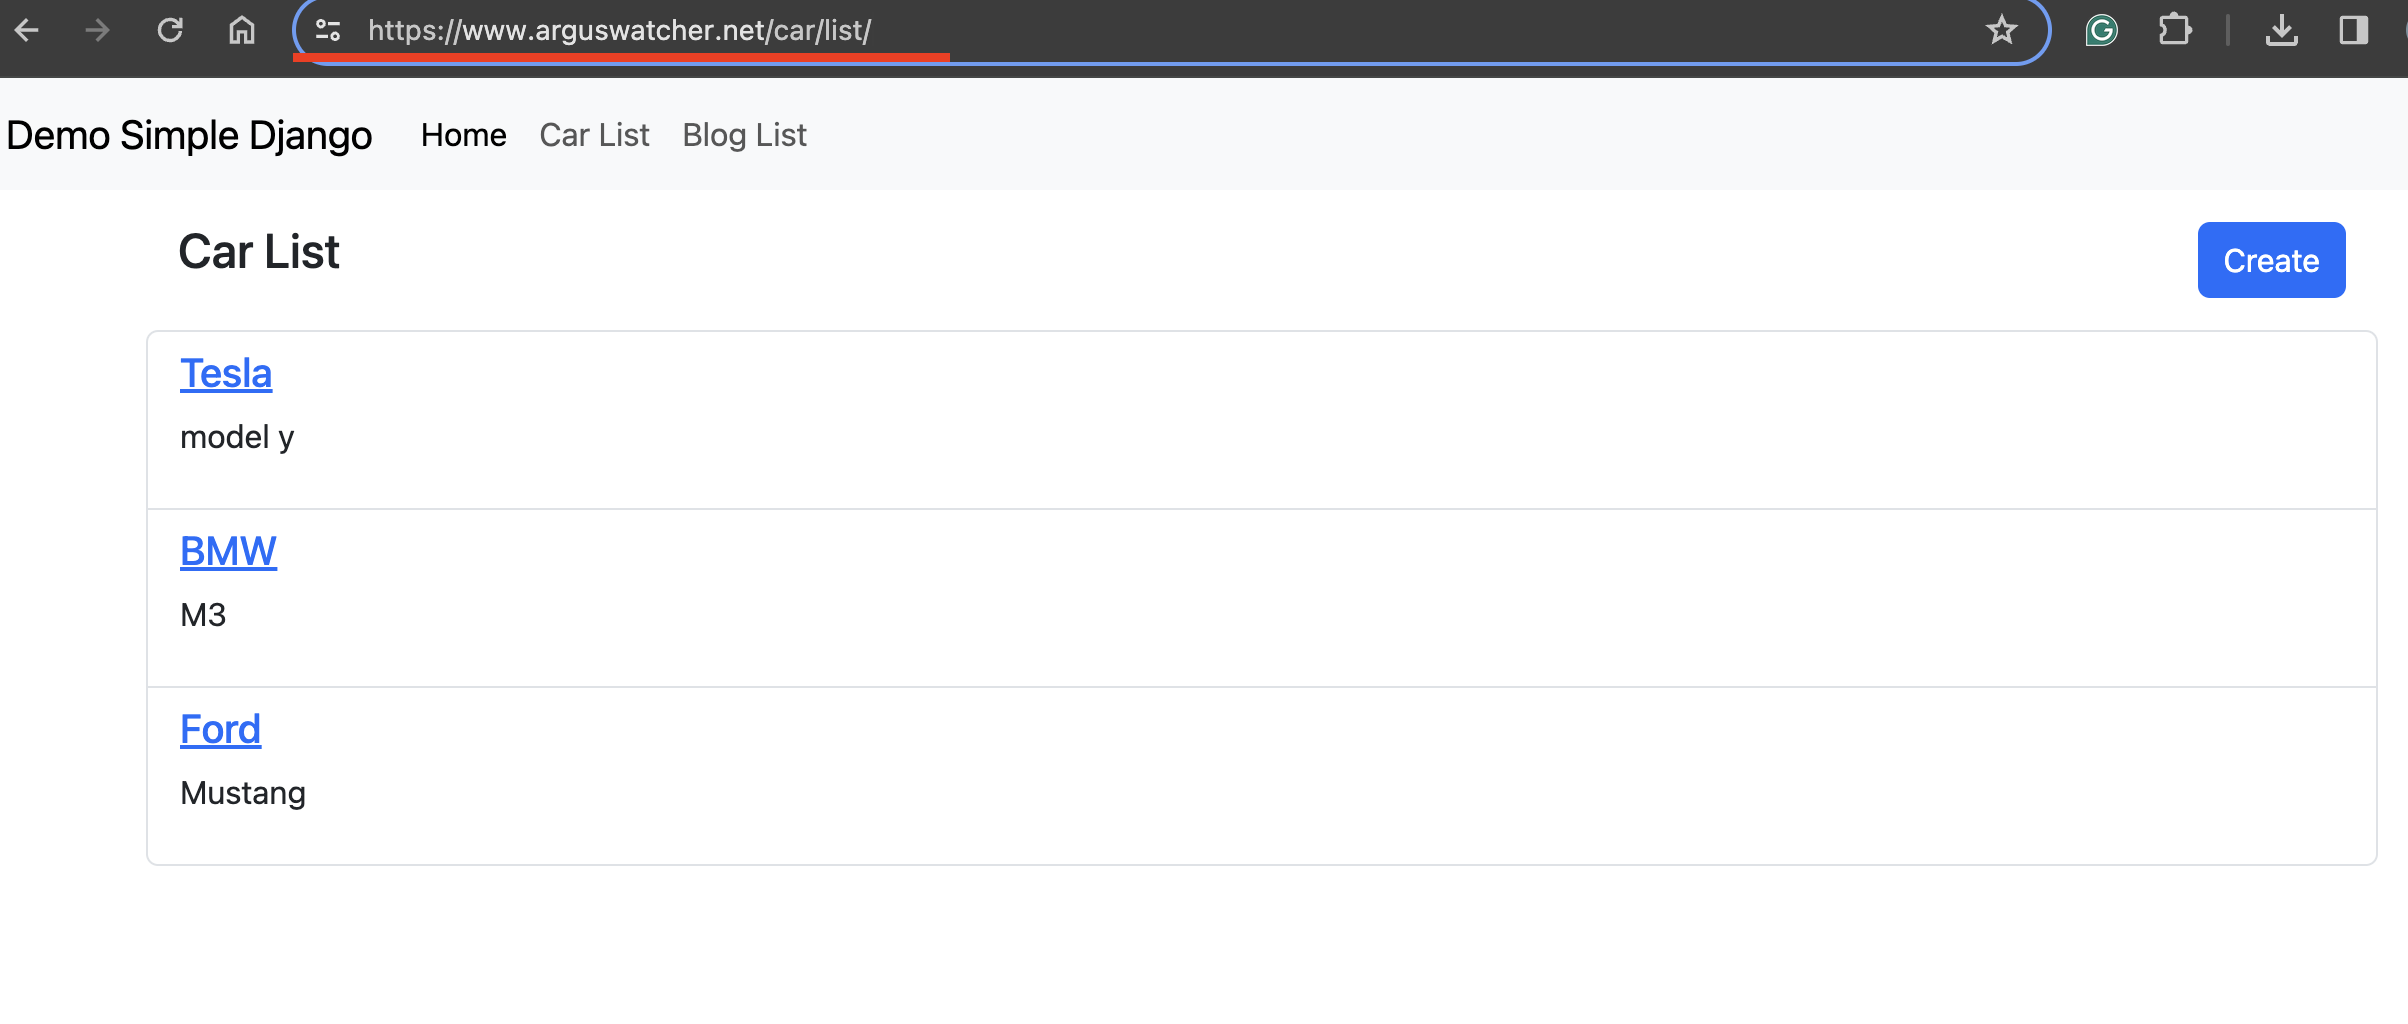 https://www.arguswatcher.net/car/list/
Demo Simple Django Home Car List Blog List
Car List
Create
Tesla
model y
BMW
M3
Ford
Mustang